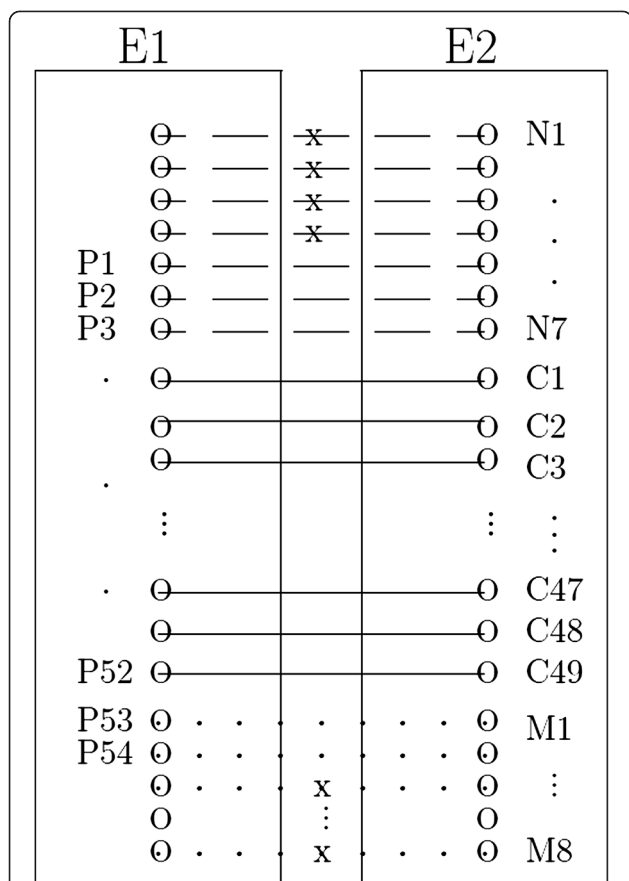 E1 E2
x N1
x
x
x
P1
P2
P3 N7
C1
C2
C3
C47
C48
P52 C49
P53 M1
P54
x
x M8